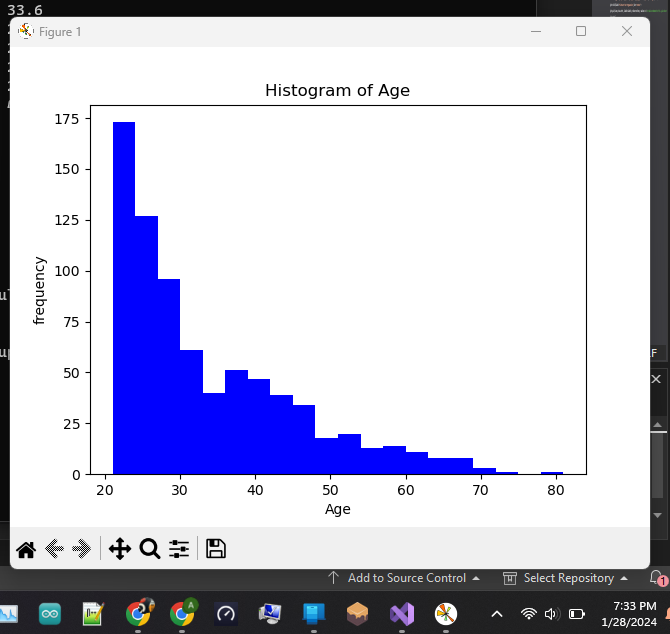 33.6
Figure 1
Histogram of Age
175
150
125
100
75
50
25
0
frequency
20 30 40 50 60 70 80
Age
F
Add to Source Control
Select Repository
1
A
7:33 PM
1/28/2024